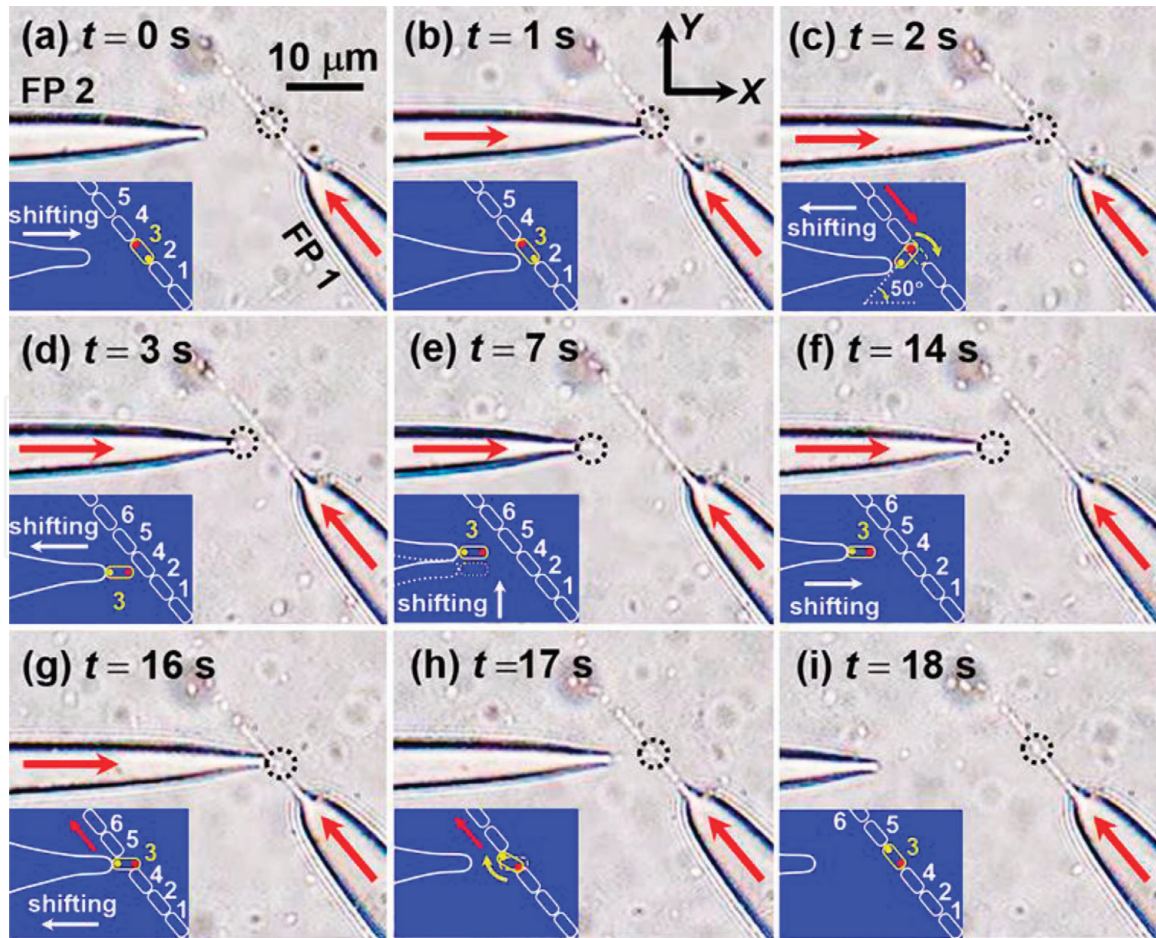 (a) t = 0 s
10 μm
FP 2
FP 1
shifting
5
4
3
2
1
(b) t = 1 s
Y
X
5
4
3
2
1
(c) t = 2 s
shifting
50°
(d) t = 3 s
6
5
4
2
1
shifting
3
(e) t = 7 s
6
5
4
2
1
3
shifting
(f) t = 14 s
6
5
4
2
1
3
shifting
(g) t = 16 s
6
5
3
4
2
1
shifting
(h) t =17 s
(i) t = 18 s
6
5
3
4
2
1